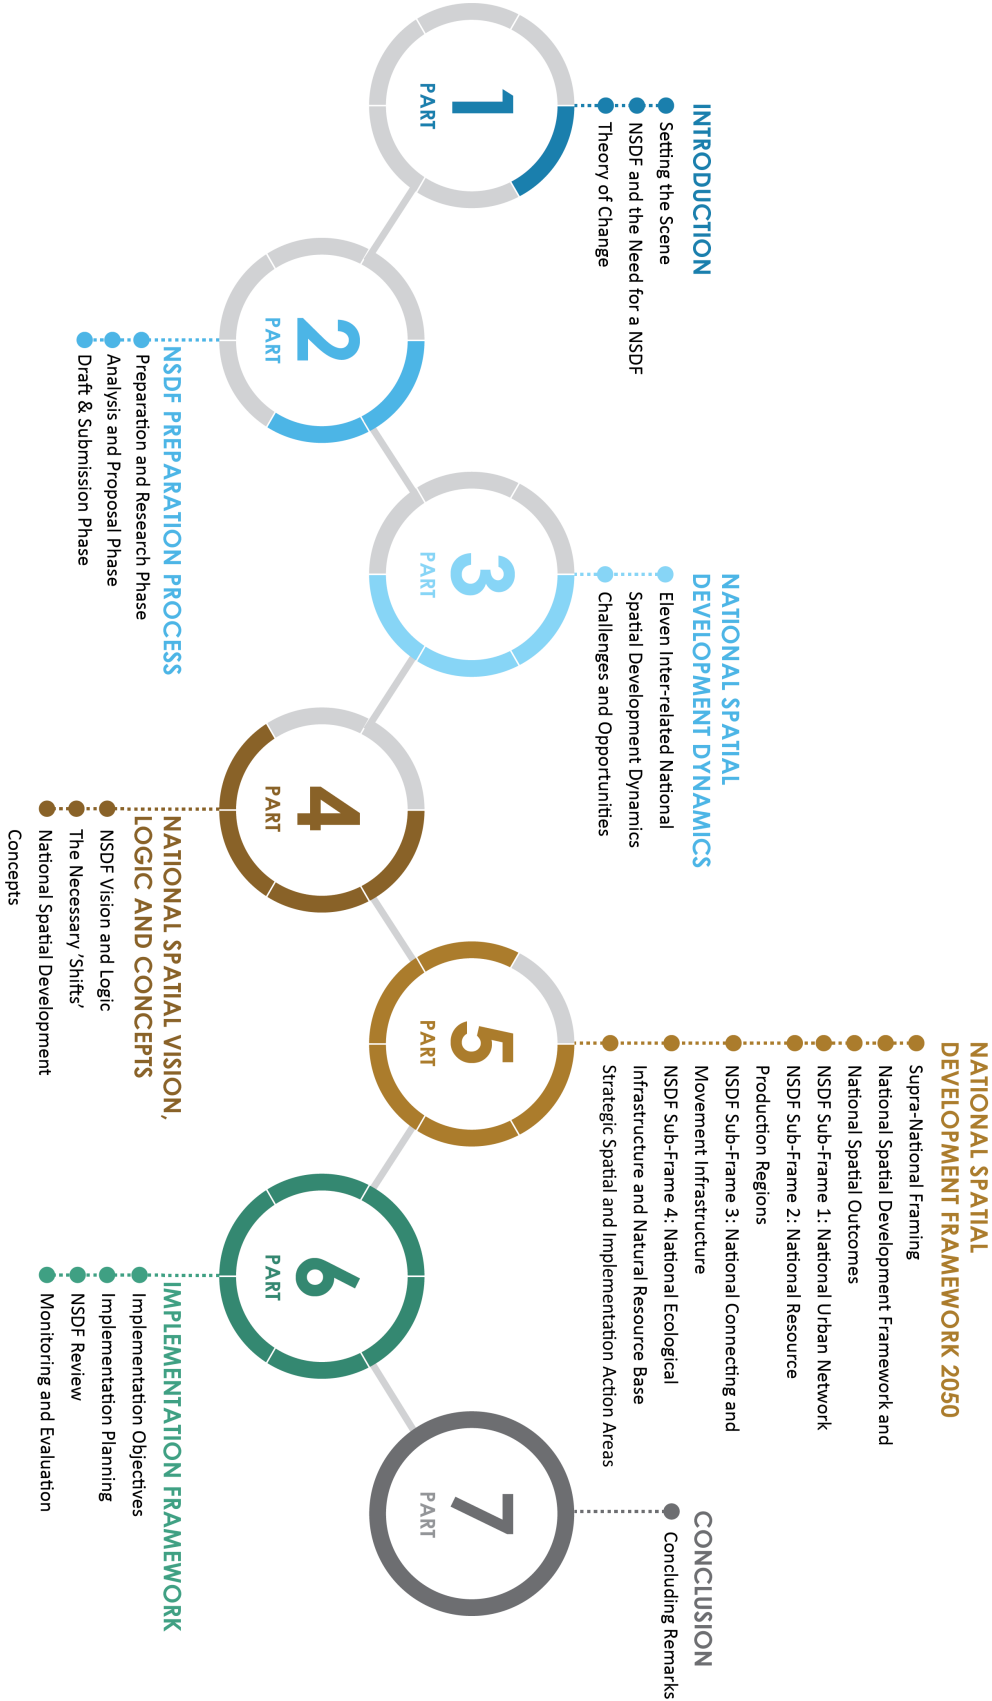 INTRODUCTION
Setting the Scene
NSDF and the Need for a NSDF
Theory of Change
1
PART
NSDF PREPARATION PROCESS
Preparation and Research Phase
Analysis and Proposal Phase
Draft & Submission Phase
2
PART
NATIONAL SPATIAL
DEVELOPMENT DYNAMICS
Eleven Inter-related National
Spatial Development Dynamics
Challenges and Opportunities
3
PART
NATIONAL SPATIAL VISION,
LOGIC AND CONCEPTS
NSDF Vision and Logic
The Necessary ‘Shifts’
National Spatial Development
Concepts
4
PART
NATIONAL SPATIAL
DEVELOPMENT FRAMEWORK 2050
Supra-National Framing
National Spatial Development Framework and
National Spatial Outcomes
NSDF Sub-Frame 1: National Urban Network
NSDF Sub-Frame 2: National Resource
Production Regions
NSDF Sub-Frame 3: National Connecting and
Movement Infrastructure
NSDF Sub-Frame 4: National Ecological
Infrastructure and Natural Resource Base
Strategic Spatial and Implementation Action Areas
5
PART
IMPLEMENTATION FRAMEWORK
Implementation Objectives
Implementation Planning
NSDF Review
Monitoring and Evaluation
6
PART
CONCLUSION
Concluding Remarks
7
PART